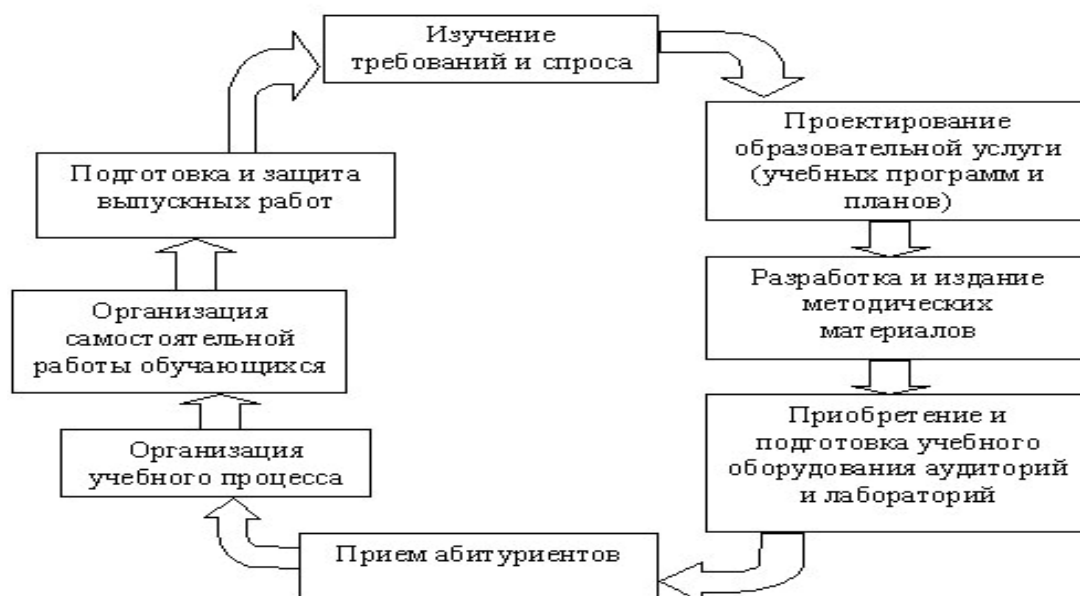 Изучение
требований и спроса
Проектирование
образовательной услуги
(учебных программ и
планов)
Разработка и издание
методических
материалов
Приобретение и
подготовка учебного
оборудования аудиторий
и лабораторий
Прием абитуриентов
Организация
учебного процесса
Организация
самостоятельной
работы обучающихся
Подготовка и защита
выпускных работ